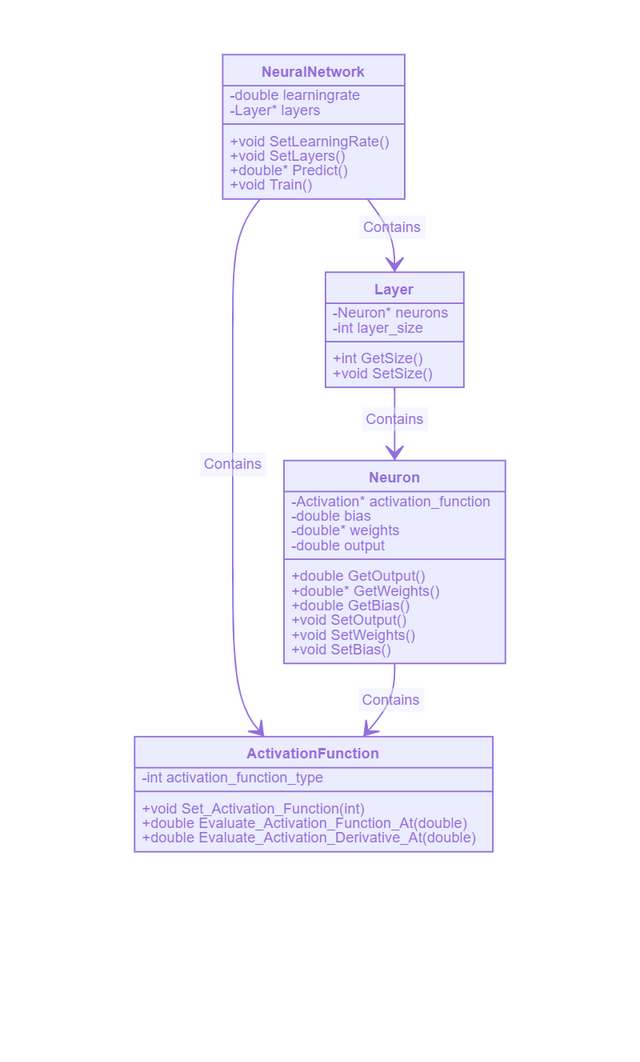 NeuralNetwork
-double learningrate
-Layer* layers
+void SetLearningRate()
+void SetLayers()
+double* Predict()
+void Train()
Contains
Layer
-Neuron* neurons
-int layer_size
+int GetSize()
+void SetSize()
Contains
Contains
Neuron
-Activation* activation_function
-double bias
-double* weights
-double output
+double GetOutput()
+double* GetWeights()
+double GetBias()
+void SetOutput()
+void SetWeights()
+void SetBias()
Contains
ActivationFunction
-int activation_function_type
+void Set_Activation_Function(int)
+double Evaluate_Activation_Function_At(double)
+double Evaluate_Activation_Derivative_At(double)